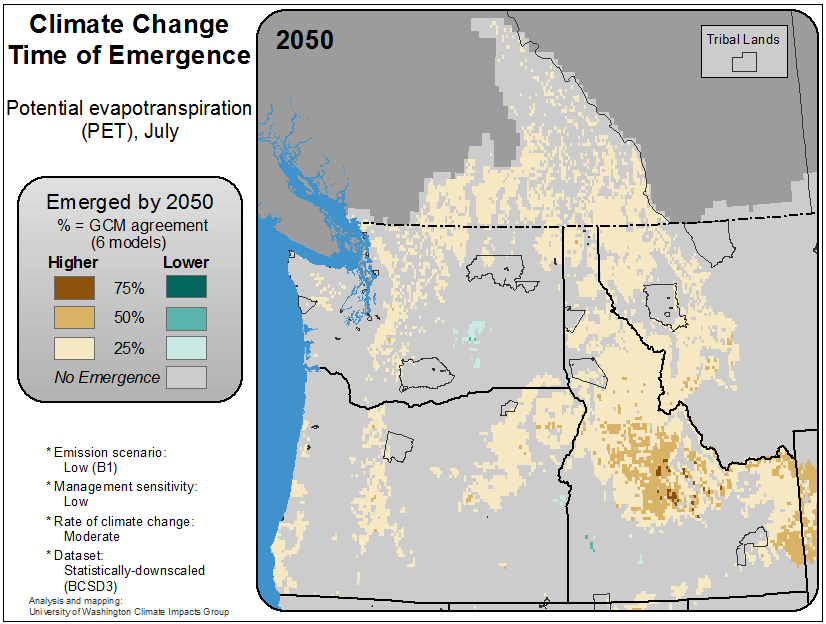 Climate Change
Time of Emergence
Potential evapotranspiration
(PET), July
Emerged by 2050
% = GCM agreement
(6 models)
Higher Lower
75%
50%
25%
No Emergence
* Emission scenario:
Low (B1)
* Management sensitivity:
Low
* Rate of climate change:
Moderate
* Dataset:
Statistically-downscaled
(BCSD3)
Analysis and mapping:
University of Washington Climate Impacts Group
2050
Tribal Lands